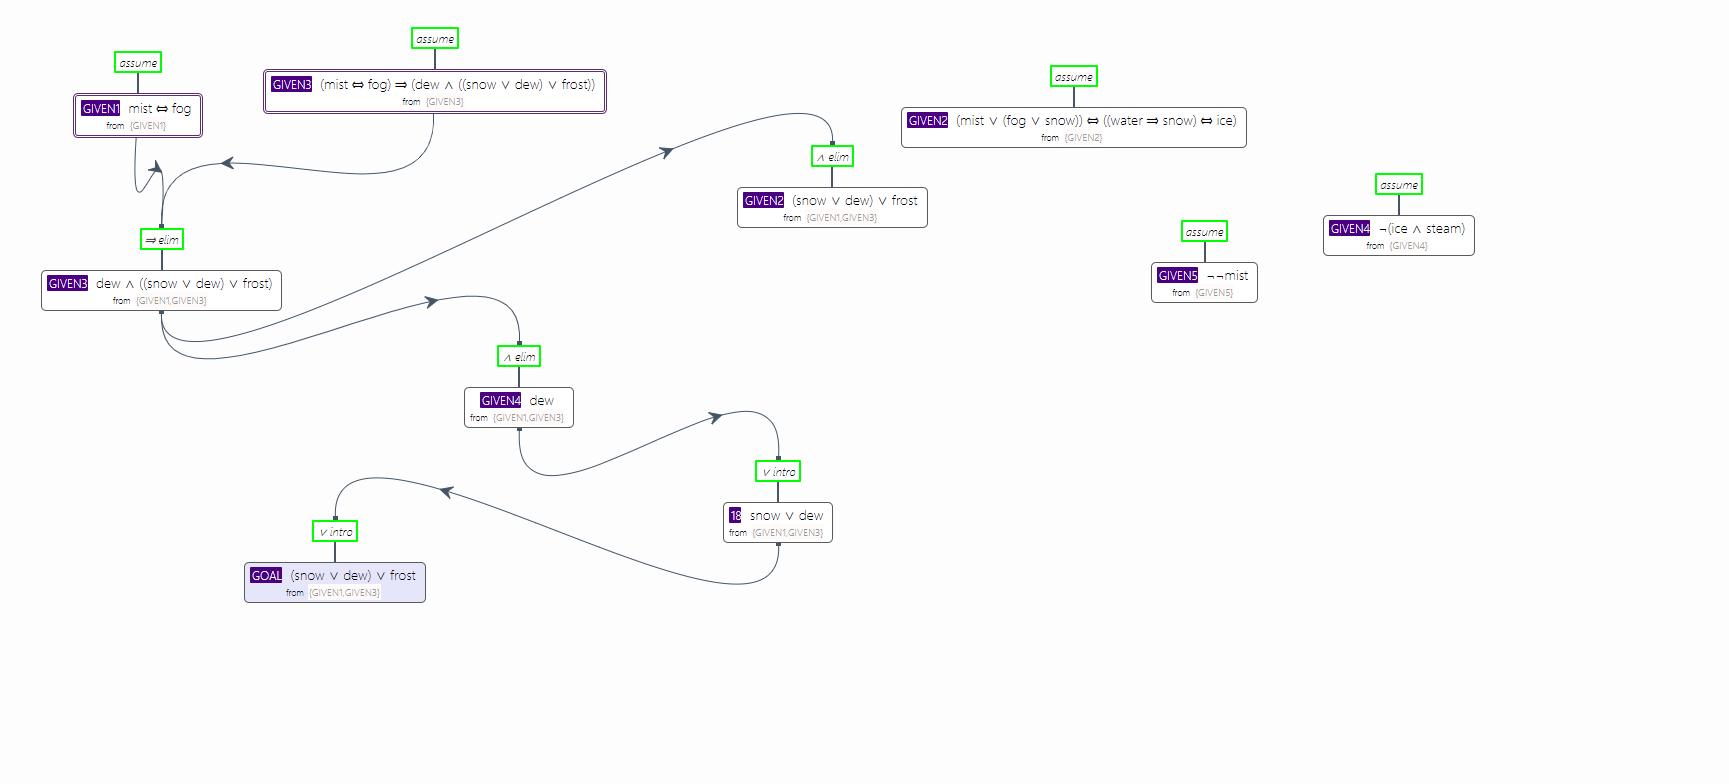 assume
GIVEN1 mist ⇔ fog
from {GIVEN1}
assume
GIVEN3 (mist ⇔ fog) ⇒ (dew ∧ ((snow ∨ dew) ∨ frost))
from {GIVEN3}
assume
GIVEN2 (mist ∨ (fog ∨ snow)) ⇔ ((water ⇒ snow) ⇔ ice)
from {GIVEN2}
∧ elim
GIVEN2 (snow ∨ dew) ∨ frost
from {GIVEN1,GIVEN3}
assume
GIVEN4 ¬(ice ∧ steam)
from {GIVEN4}
assume
GIVEN5 ¬¬mist
from {GIVEN5}
⇒ elim
GIVEN3 dew ∧ ((snow ∨ dew) ∨ frost)
from {GIVEN1,GIVEN3}
∧ elim
GIVEN4 dew
from {GIVEN1,GIVEN3}
∨ intro
18 snow ∨ dew
from {GIVEN1,GIVEN3}
∨ intro
GOAL (snow ∨ dew) ∨ frost
from {GIVEN1,GIVEN3}